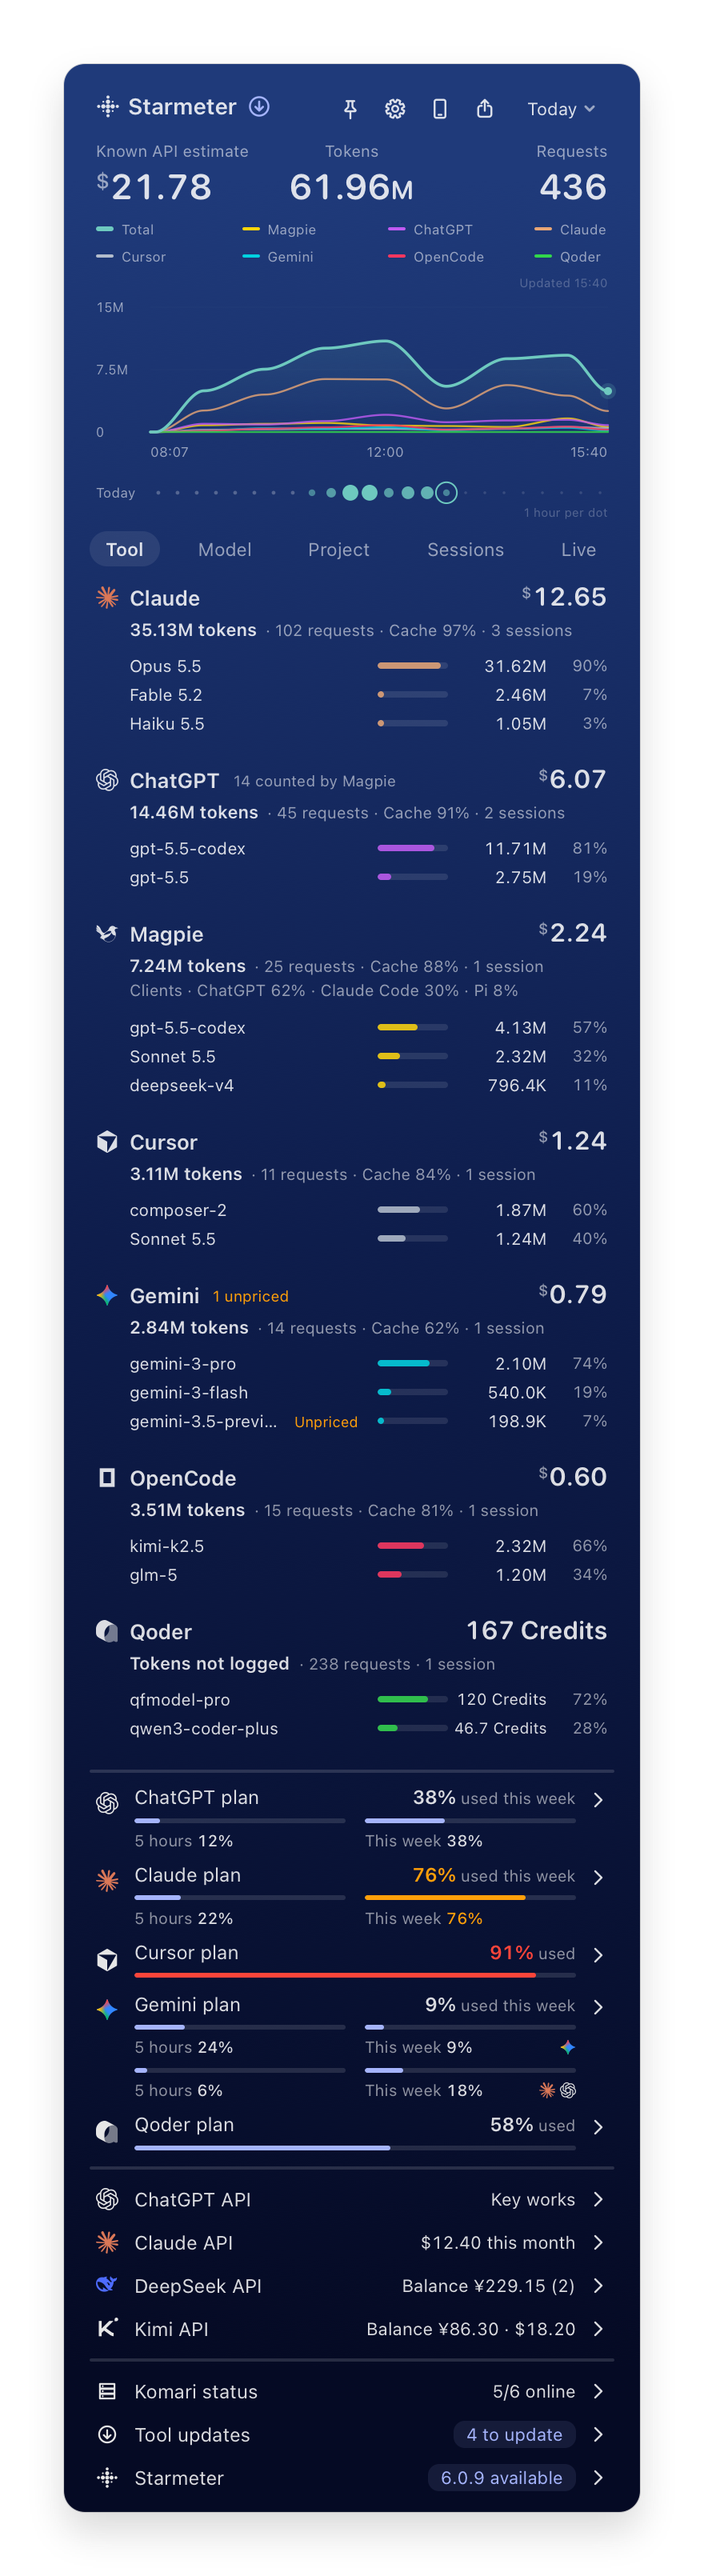 Starmeter Today
Known API estimate Tokens Requests
$21.78 61.96M 436
Total Magpie ChatGPT Claude
Cursor Gemini OpenCode Qoder
Updated 15:40
15M
7.5M
0
08:07 12:00 15:40
Today
1 hour per dot
Tool Model Project Sessions Live
Claude $12.65
35.13M tokens · 102 requests · Cache 97% · 3 sessions
Opus 5.5 31.62M 90%
Fable 5.2 2.46M 7%
Haiku 5.5 1.05M 3%
ChatGPT 14 counted by Magpie $6.07
14.46M tokens · 45 requests · Cache 91% · 2 sessions
gpt-5.5-codex 11.71M 81%
gpt-5.5 2.75M 19%
Magpie $2.24
7.24M tokens · 25 requests · Cache 88% · 1 session
Clients · ChatGPT 62% · Claude Code 30% · Pi 8%
gpt-5.5-codex 4.13M 57%
Sonnet 5.5 2.32M 32%
deepseek-v4 796.4K 11%
Cursor $1.24
3.11M tokens · 11 requests · Cache 84% · 1 session
composer-2 1.87M 60%
Sonnet 5.5 1.24M 40%
Gemini 1 unpriced $0.79
2.84M tokens · 14 requests · Cache 62% · 1 session
gemini-3-pro 2.10M 74%
gemini-3-flash 540.0K 19%
gemini-3.5-previ... Unpriced 198.9K 7%
OpenCode $0.60
3.51M tokens · 15 requests · Cache 81% · 1 session
kimi-k2.5 2.32M 66%
glm-5 1.20M 34%
Qoder 167 Credits
Tokens not logged · 238 requests · 1 session
qfmodel-pro 120 Credits 72%
qwen3-coder-plus 46.7 Credits 28%
ChatGPT plan 38% used this week
5 hours 12% This week 38%
Claude plan 76% used this week
5 hours 22% This week 76%
Cursor plan 91% used
Gemini plan 9% used this week
5 hours 24% This week 9%
5 hours 6% This week 18%
Qoder plan 58% used
ChatGPT API Key works
Claude API $12.40 this month
DeepSeek API Balance ¥229.15 (2)
Kimi API Balance ¥86.30 · $18.20
Komari status 5/6 online
Tool updates 4 to update
Starmeter 6.0.9 available